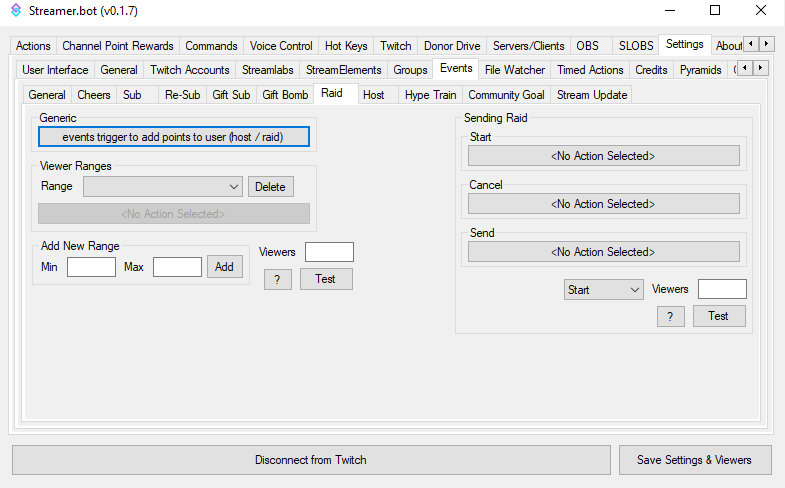 Streamer.bot (v0.1.7)
Actions Channel Point Rewards Commands Voice Control Hot Keys Twitch Donor Drive Servers/Clients OBS SLOBS Settings About
User Interface General Twitch Accounts Streamlabs StreamElements Groups Events File Watcher Timed Actions Credits Pyramids
General Cheers Sub Re-Sub Gift Sub Gift Bomb Raid Host Hype Train Community Goal Stream Update
Generic
events trigger to add points to user (host / raid)
Viewer Ranges
Range Delete
<No Action Selected>
Add New Range
Min Max Add
Viewers
? Test
Sending Raid
Start
<No Action Selected>
Cancel
<No Action Selected>
Send
<No Action Selected>
Start Viewers
? Test
Disconnect from Twitch Save Settings & Viewers